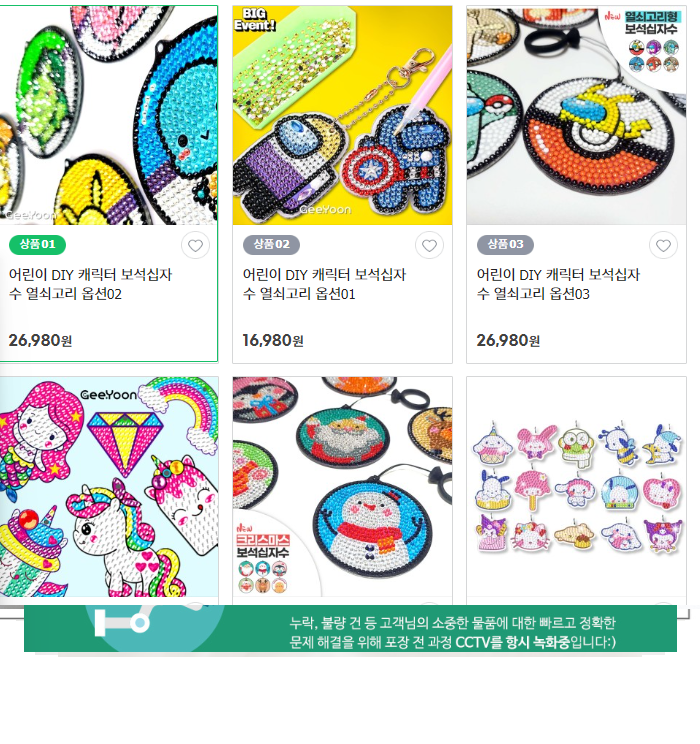 BIG
Event!
New
열쇠고리형
보석십자수
GeeYoon
GeeYoon
상품 01
상품 02
상품 03
어린이 DIY 캐릭터 보석십자
수 열쇠고리 옵션02
어린이 DIY 캐릭터 보석십자
수 열쇠고리 옵션01
어린이 DIY 캐릭터 보석십자
수 열쇠고리 옵션03
26,980원
16,980원
26,980원
GeeYoon
New
크리스마스
보석십자수
누락, 불량 건 등 고객님의 소중한 물품에 대한 빠르고 정확한
문제 해결을 위해 포장 전 과정 CCTV를 항시 녹화중입니다:)